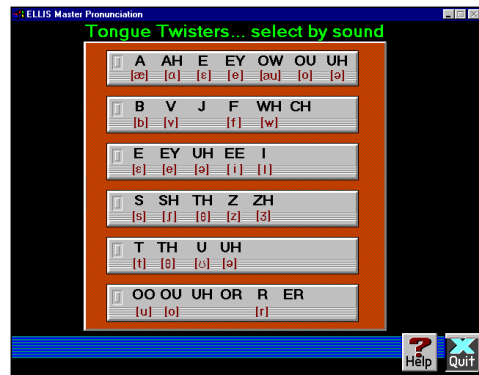 ELLIS Master Pronunciation
Tongue Twisters... select by sound
A AH E EY OW OU UH
[æ] [ɑ] [ε] [e] [au] [o] [ə]
B V J F WH CH
[b] [v] [f] [w]
E EY UH EE I
[ε] [e] [ə] [i] [I]
S SH TH Z ZH
[s] [ʃ] [θ] [z] [ʒ]
T TH U UH
[t] [θ] [ʊ] [ə]
OO OU UH OR R ER
[u] [o] [r]
Help Quit